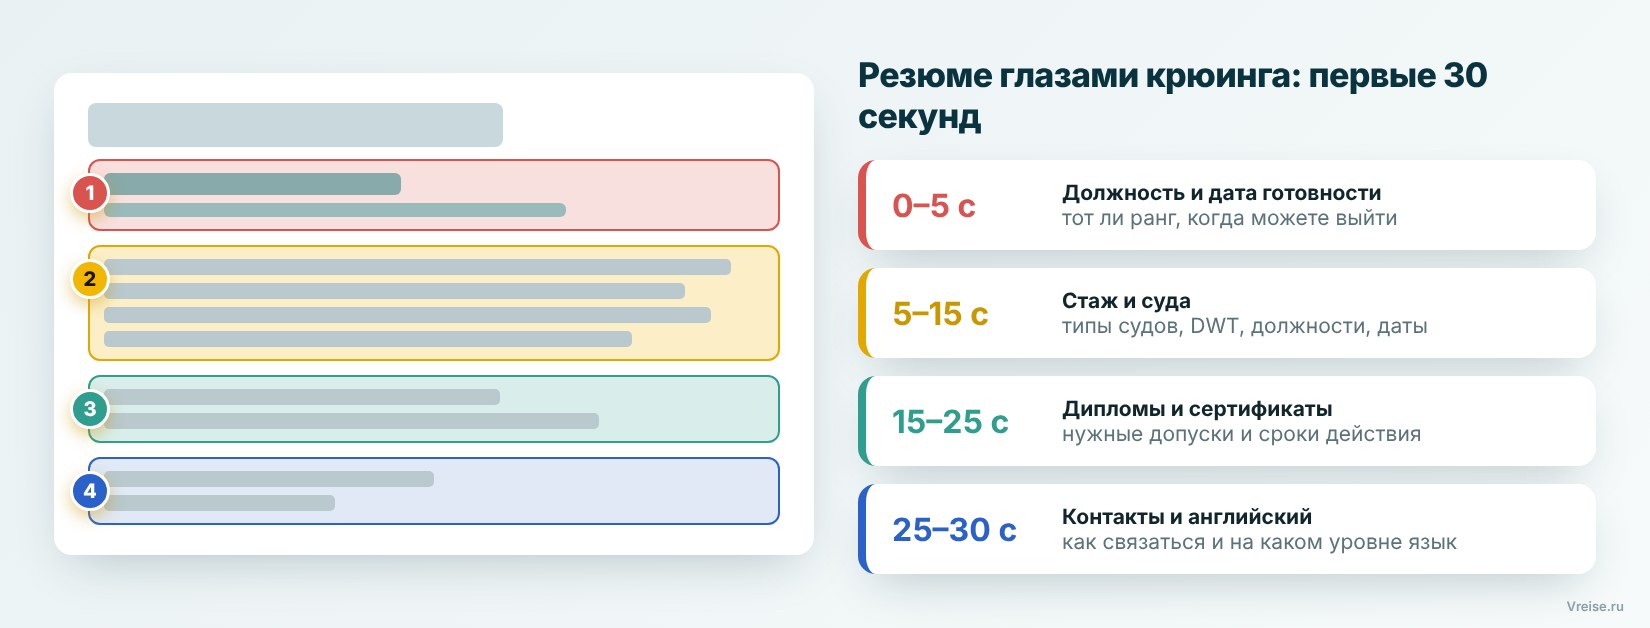 1
2
3
4
Резюме глазами крюинга: первые 30
секунд
0–5 с
Должность и дата готовности
тот ли ранг, когда можете выйти
5–15 с
Стаж и суда
типы судов, DWT, должности, даты
15–25 с
Дипломы и сертификаты
нужные допуски и сроки действия
25–30 с
Контакты и английский
как связаться и на каком уровне язык
Vreise.ru